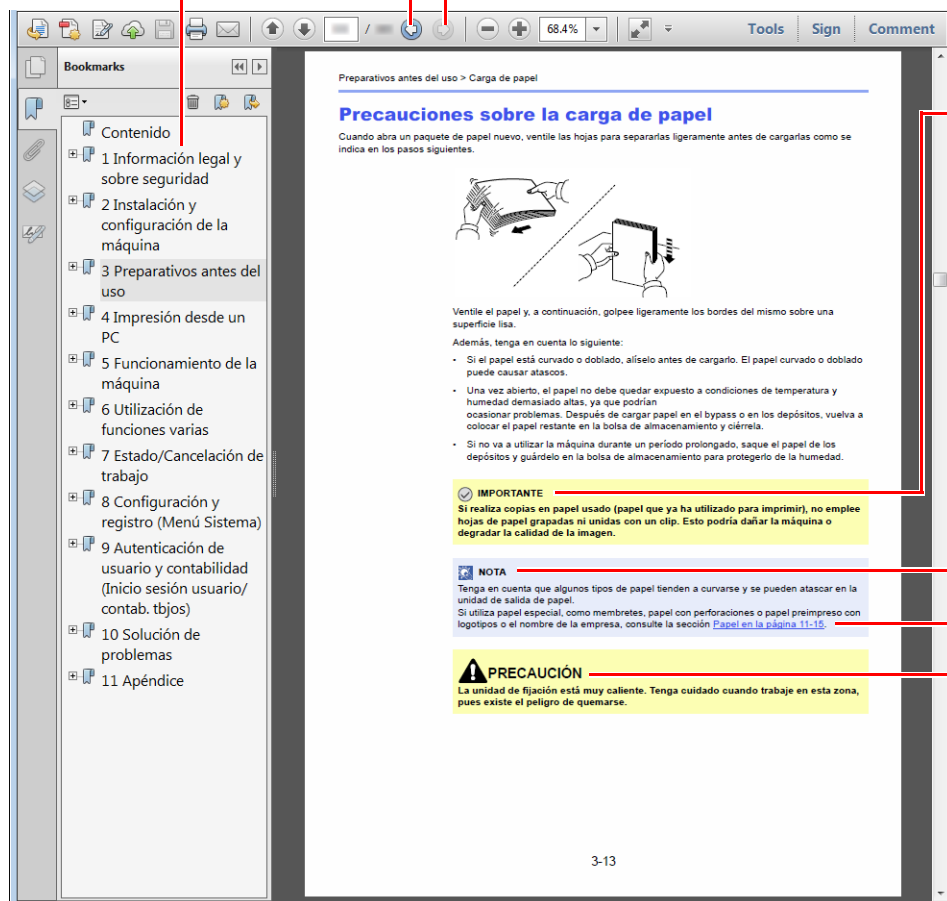 /
68.4%
Tools
Sign
Comment
Bookmarks
Contenido
1 Información legal y
sobre seguridad
2 Instalación y
configuración de la
máquina
3 Preparativos antes del
uso
4 Impresión desde un
PC
5 Funcionamiento de la
máquina
6 Utilización de
funciones varias
7 Estado/Cancelación de
trabajo
8 Configuración y
registro (Menú Sistema)
9 Autenticación de
usuario y contabilidad
(Inicio sesión usuario/
contab. tbjos)
10 Solución de
problemas
11 Apéndice
Preparativos antes del uso > Carga de papel
Precauciones sobre la carga de papel
Cuando abra un paquete de papel nuevo, ventile las hojas para separarlas ligeramente antes de cargarlas como se
indica en los pasos siguientes.
Ventile el papel y, a continuación, golpee ligeramente los bordes del mismo sobre una
superficie lisa.
Además, tenga en cuenta lo siguiente:
• Si el papel está curvado o doblado, alíselo antes de cargarlo. El papel curvado o doblado
puede causar atascos.
• Una vez abierto, el papel no debe quedar expuesto a condiciones de temperatura y
humedad demasiado altas, ya que podrían
ocasionar problemas. Después de cargar papel en el bypass o en los depósitos, vuelva a
colocar el papel restante en la bolsa de almacenamiento y ciérrela.
• Si no va a utilizar la máquina durante un período prolongado, saque el papel de los
depósitos y guárdelo en la bolsa de almacenamiento para protegerlo de la humedad.
IMPORTANTE
Si realiza copias en papel usado (papel que ya ha utilizado para imprimir), no emplee
hojas de papel grapadas ni unidas con un clip. Esto podría dañar la máquina o
degradar la calidad de la imagen.
NOTA
Tenga en cuenta que algunos tipos de papel tienden a curvarse y se pueden atascar en la
unidad de salida de papel.
Si utiliza papel especial, como membretes, papel con perforaciones o papel preimpreso con
logotipos o el nombre de la empresa, consulte la sección Papel en la página 11-15.
PRECAUCIÓN
La unidad de fijación está muy caliente. Tenga cuidado cuando trabaje en esta zona,
pues existe el peligro de quemarse.
3-13